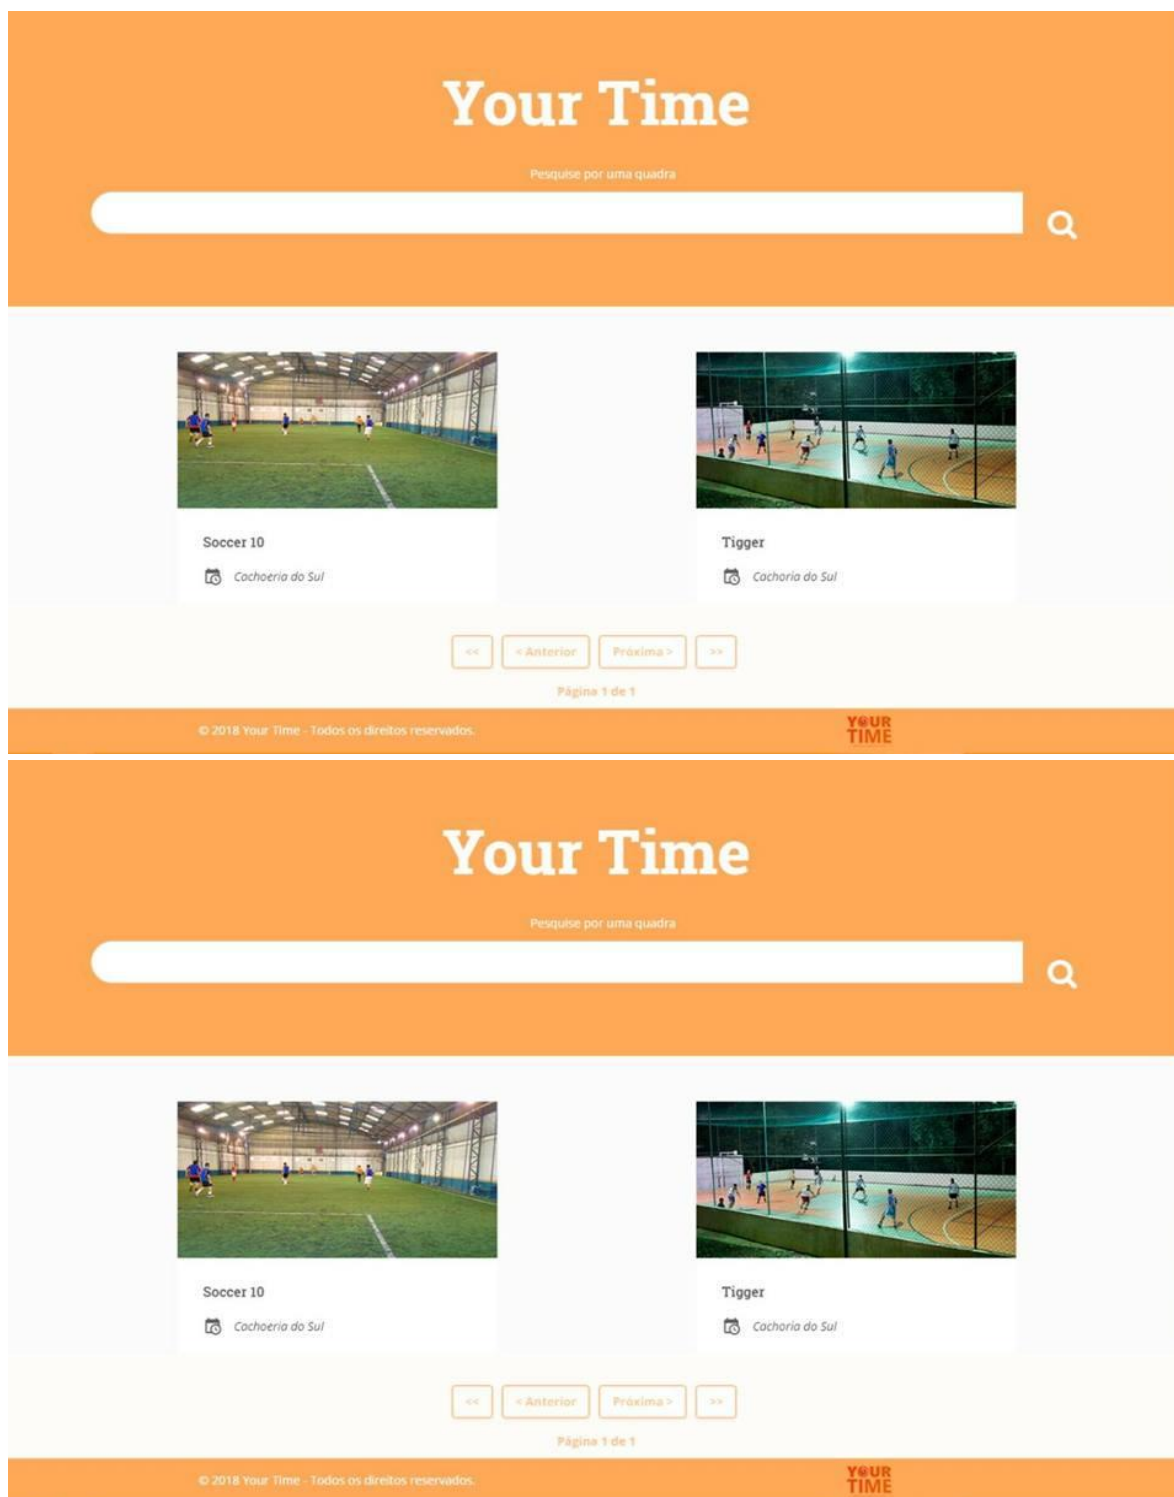 Your Time
Pesquise por uma quadra
Soccer 10
Cachoeria do Sul
Tigger
Cachoria do Sul
<<
< Anterior
Próxima >
>>
Página 1 de 1
© 2018 Your Time - Todos os direitos reservados.
YOUR
TIME
Your Time
Pesquise por uma quadra
Soccer 10
Cachoeria do Sul
Tigger
Cachoria do Sul
<<
< Anterior
Próxima >
>>
Página 1 de 1
© 2018 Your Time - Todos os direitos reservados.
YOUR
TIME